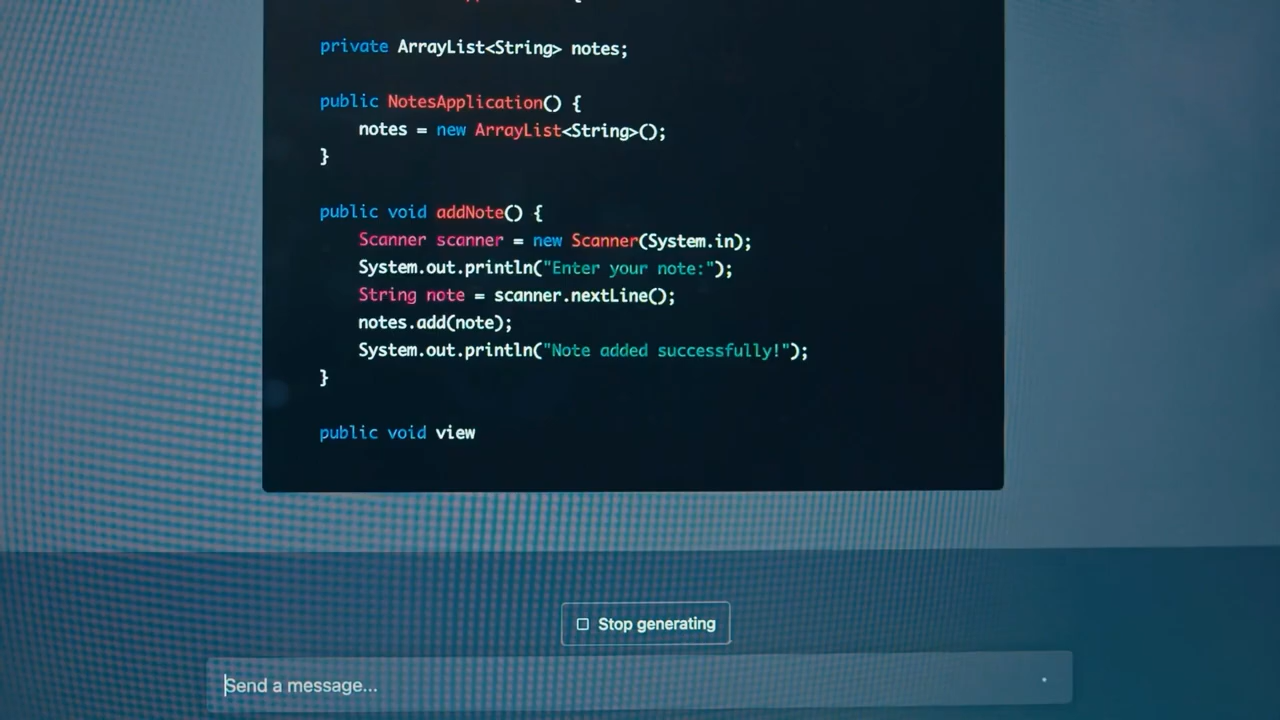 private ArrayList<String> notes;
public NotesApplication() {
notes = new ArrayList<String>();
}
public void addNote() {
Scanner scanner = new Scanner(System.in);
System.out.println("Enter your note:");
String note = scanner.nextLine();
notes.add(note);
System.out.println("Note added successfully!");
}
public void view
Stop generating
Send a message...